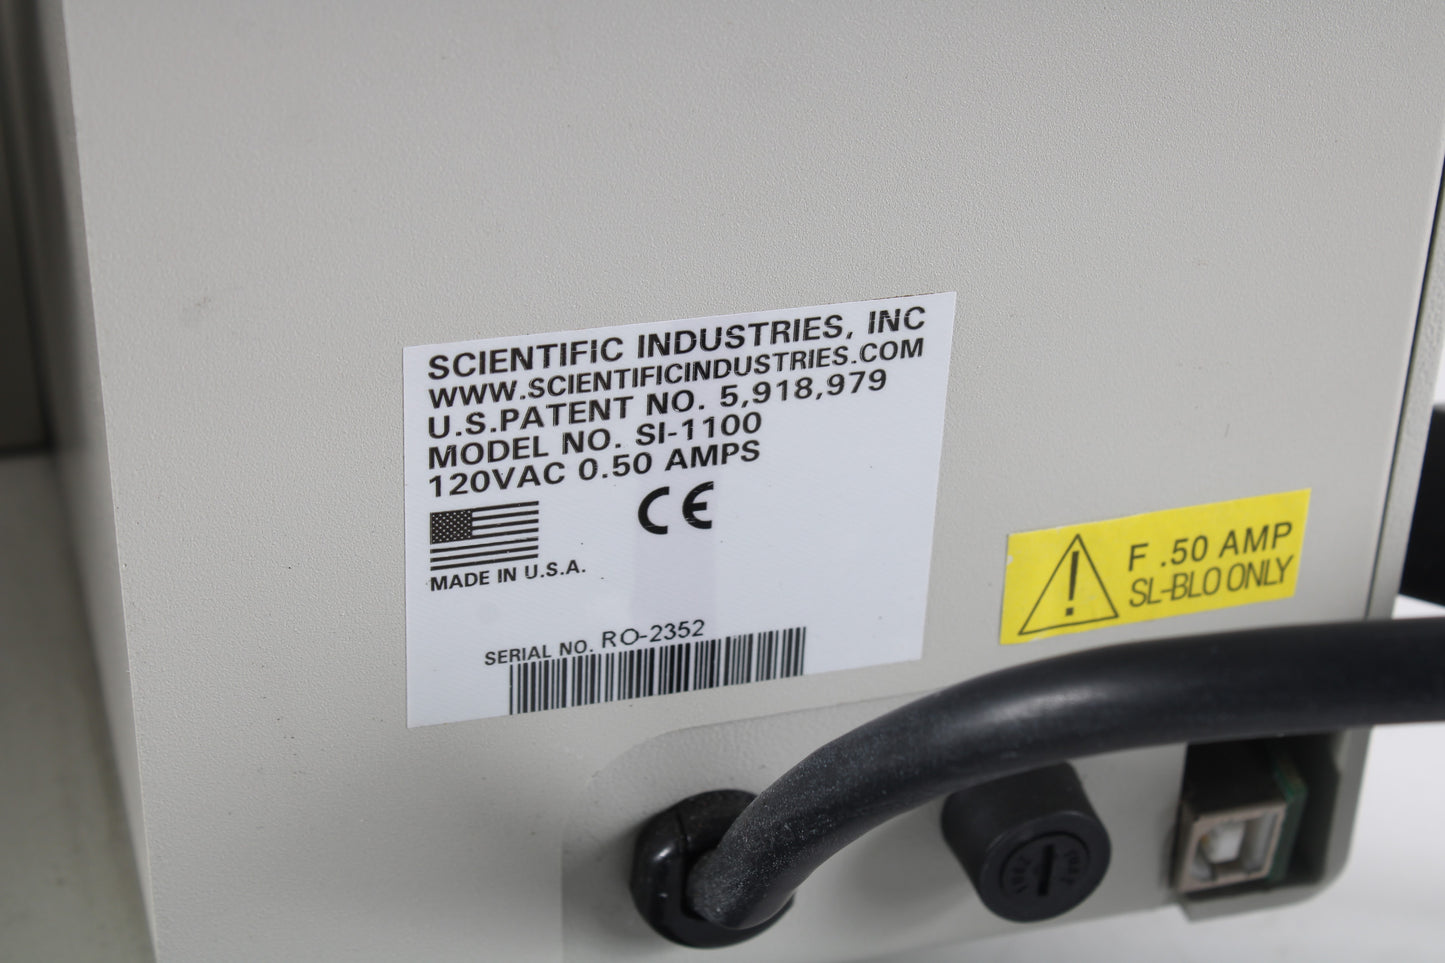 SCIENTIFIC INDUSTRIES, INC
WWW.SCIENTIFICINDUSTRIES.COM
U.S.PATENT NO. 5,918,979
MODEL NO. SI-1100
120VAC 0.50 AMPS
CE
MADE IN U.S.A.
SERIAL NO. RO-2352
! F .50 AMP
SL-BLO ONLY